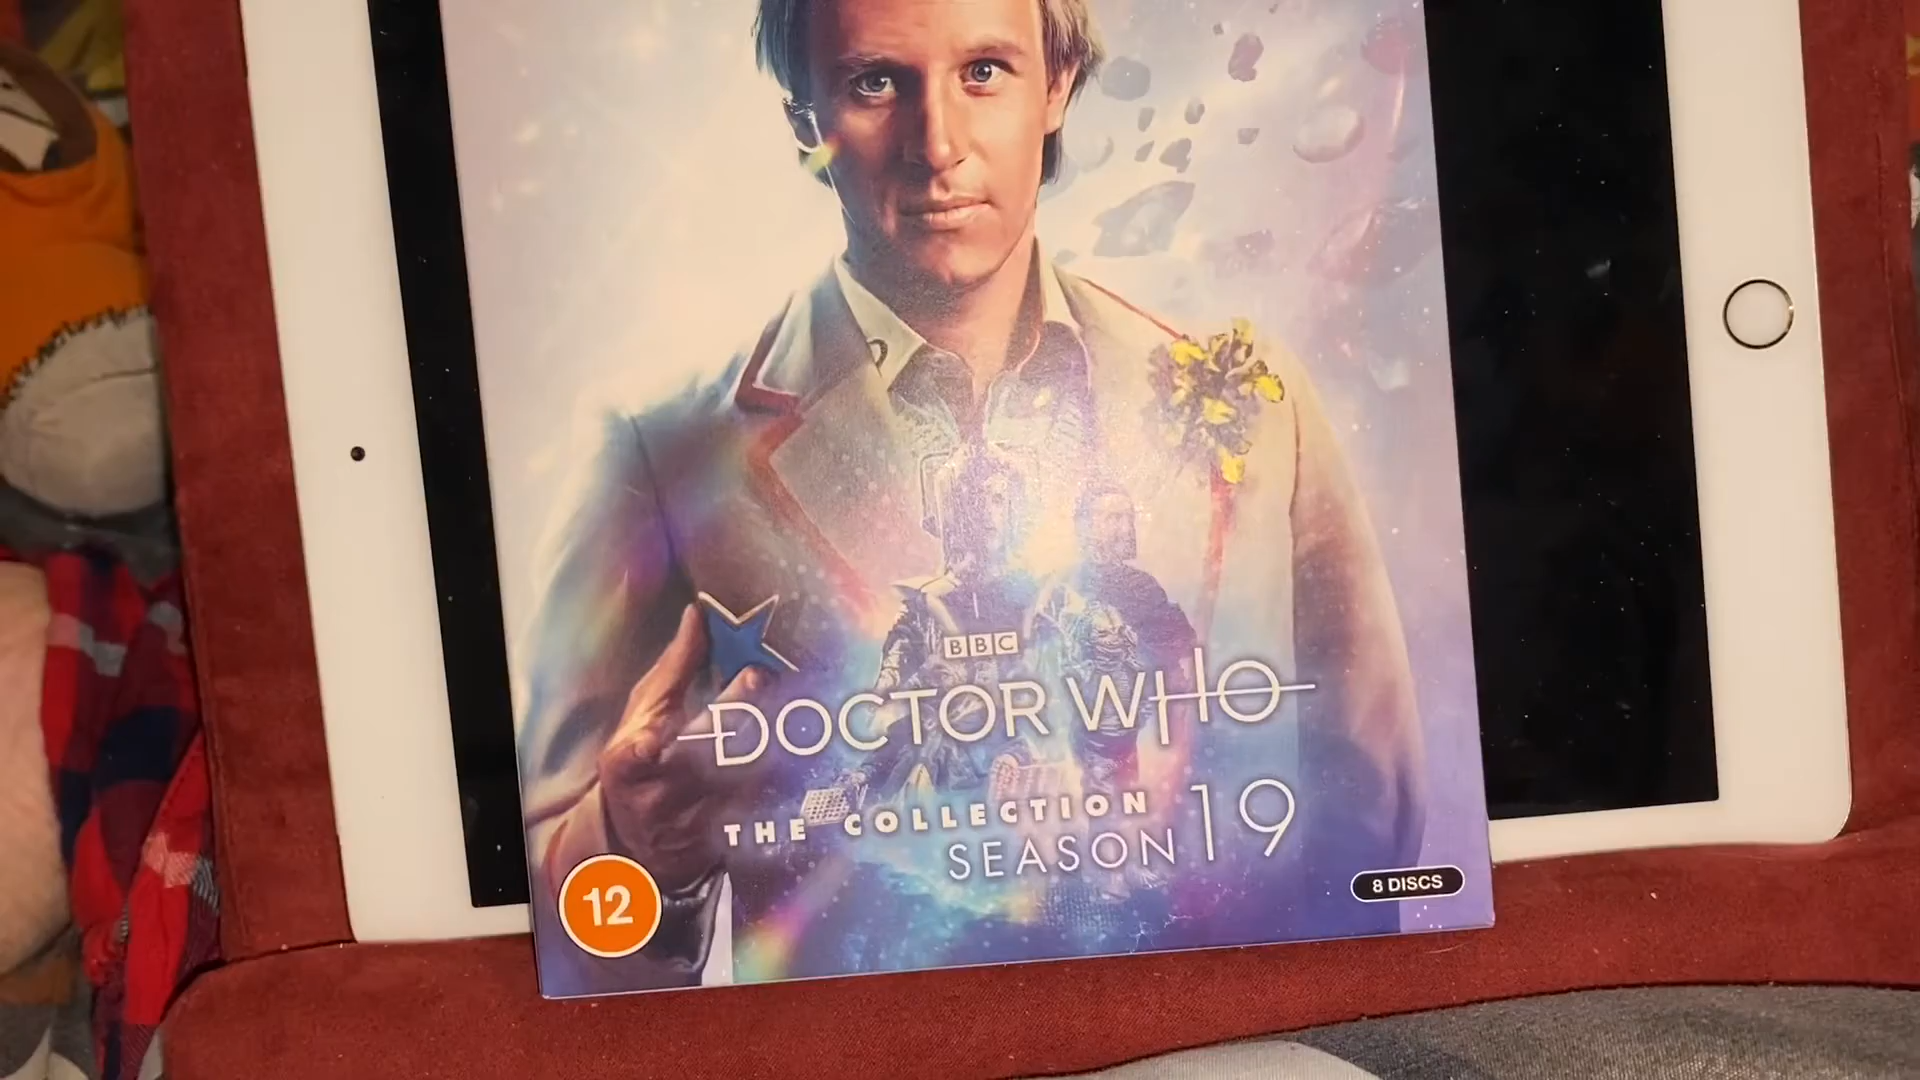 BBC
DOCTOR WHO
THE COLLECTION
SEASON 19
12
8 DISCS